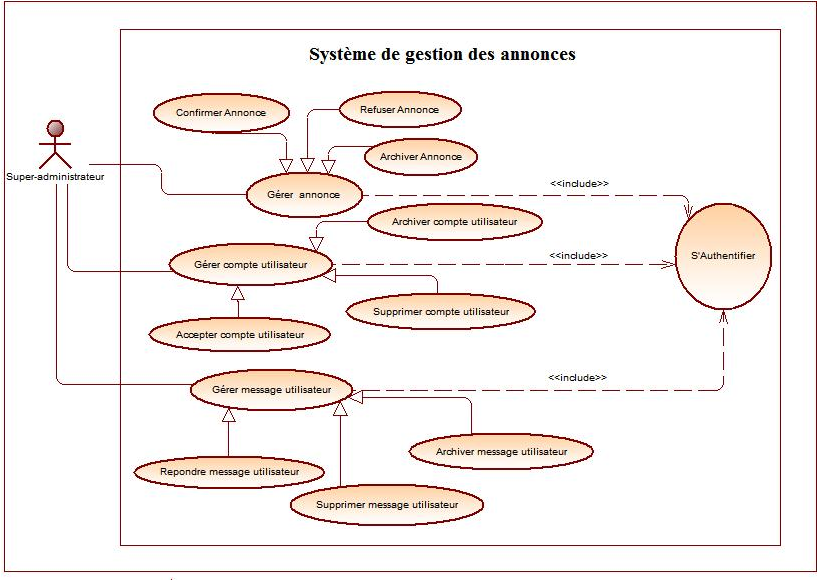 Système de gestion des annonces
Confirmer Annonce
Refuser Annonce
Archiver Annonce
Super-administrateur
Gérer annonce
<<include>>
Archiver compte utilisateur
S'Authentifier
Gérer compte utilisateur
<<include>>
Supprimer compte utilisateur
Accepter compte utilisateur
<<include>>
Gérer message utilisateur
Archiver message utilisateur
Repondre message utilisateur
Supprimer message utilisateur